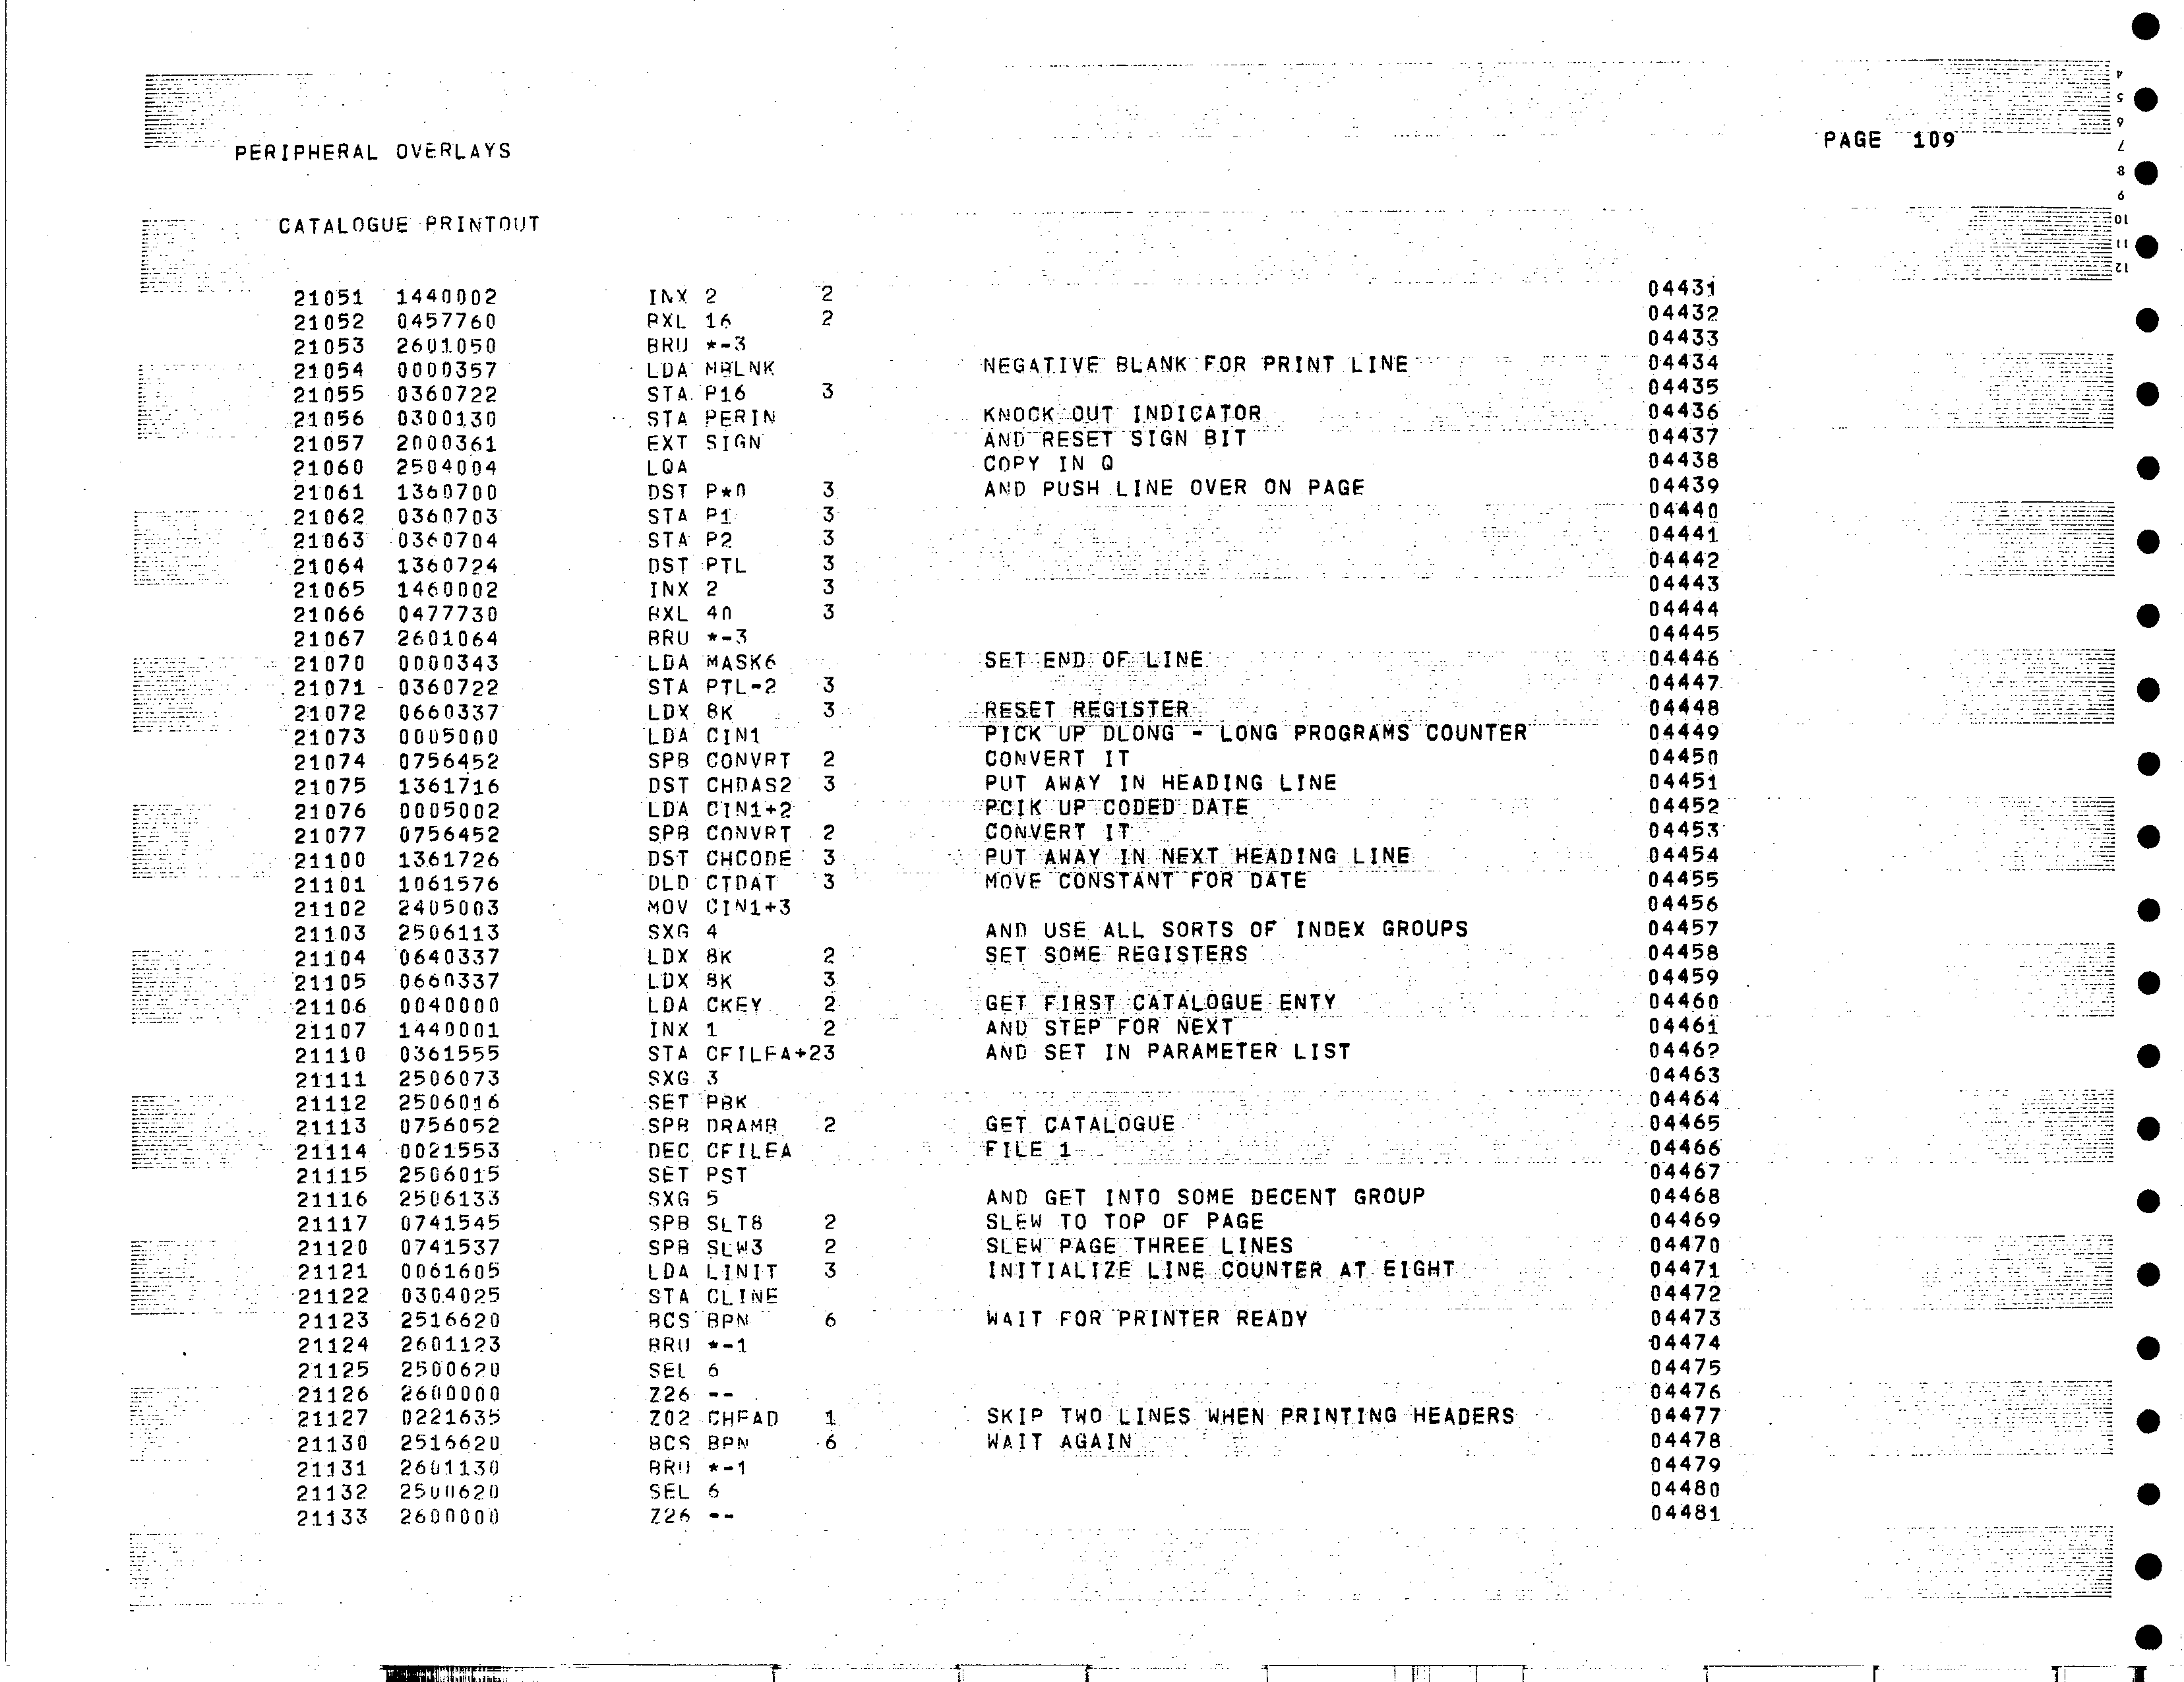 PAGE 109
PERIPHERAL OVERLAYS
CATALOGUE PRINTOUT
21051 1440002 INX 2 2 04431
21052 0457760 BXL 16 2 04432
21053 2601050 BRU *-3 04433
21054 0000357 LDA MBLNK NEGATIVE BLANK FOR PRINT LINE 04434
21055 0360722 STA P16 3 04435
21056 0300130 STA PERIN KNOCK OUT INDICATOR 04436
21057 2000361 EXT SIGN AND RESET SIGN BIT 04437
21060 2504004 LQA COPY IN Q 04438
21061 1360700 DST P*0 3 AND PUSH LINE OVER ON PAGE 04439
21062 0360703 STA P1 3 04440
21063 0360704 STA P2 3 04441
21064 1360724 DST PTL 3 04442
21065 1460002 INX 2 3 04443
21066 0477730 BXL 40 3 04444
21067 2601064 BRU *-3 04445
21070 0000343 LDA MASK6 SET END OF LINE 04446
21071 0360722 STA PTL-2 3 04447
21072 0660337 LDX 8K 3 RESET REGISTER 04448
21073 0005000 LDA CIN1 PICK UP DLONG - LONG PROGRAMS COUNTER 04449
21074 0756452 SPB CONVRT 2 CONVERT IT 04450
21075 1361716 DST CHDAS2 3 PUT AWAY IN HEADING LINE 04451
21076 0005002 LDA CIN1+2 PCIK UP CODED DATE 04452
21077 0756452 SPB CONVRT 2 CONVERT IT 04453
21100 1361726 DST CHCODE 3 PUT AWAY IN NEXT HEADING LINE 04454
21101 1061576 DLD CTDAT 3 MOVE CONSTANT FOR DATE 04455
21102 2405003 MOV CIN1+3 04456
21103 2506113 SXG 4 AND USE ALL SORTS OF INDEX GROUPS 04457
21104 0640337 LDX 8K 2 SET SOME REGISTERS 04458
21105 0660337 LDX 8K 3 04459
21106 0040000 LDA CKEY 2 GET FIRST CATALOGUE ENTY 04460
21107 1440001 INX 1 2 AND STEP FOR NEXT 04461
21110 0361555 STA CFILEA+23 AND SET IN PARAMETER LIST 04462
21111 2506073 SXG 3 04463
21112 2506016 SET PBK 04464
21113 0756052 SPB DRAMB 2 GET CATALOGUE 04465
21114 0021553 DEC CFILEA FILE 1 04466
21115 2506015 SET PST 04467
21116 2506133 SXG 5 AND GET INTO SOME DECENT GROUP 04468
21117 0741545 SPB SLT8 2 SLEW TO TOP OF PAGE 04469
21120 0741537 SPB SLW3 2 SLEW PAGE THREE LINES 04470
21121 0061605 LDA LINIT 3 INITIALIZE LINE COUNTER AT EIGHT 04471
21122 0304025 STA CLINE 04472
21123 2516620 BCS BPN 6 WAIT FOR PRINTER READY 04473
21124 2601123 BRU *-1 04474
21125 2500620 SEL 6 04475
21126 2600000 Z26 -- 04476
21127 0221635 Z02 CHEAD 1 SKIP TWO LINES WHEN PRINTING HEADERS 04477
21130 2516620 BCS BPN 6 WAIT AGAIN 04478
21131 2601130 BRU *-1 04479
21132 2500620 SEL 6 04480
21133 2600000 Z26 -- 04481
4
5
6
7
8
9
10
11
12